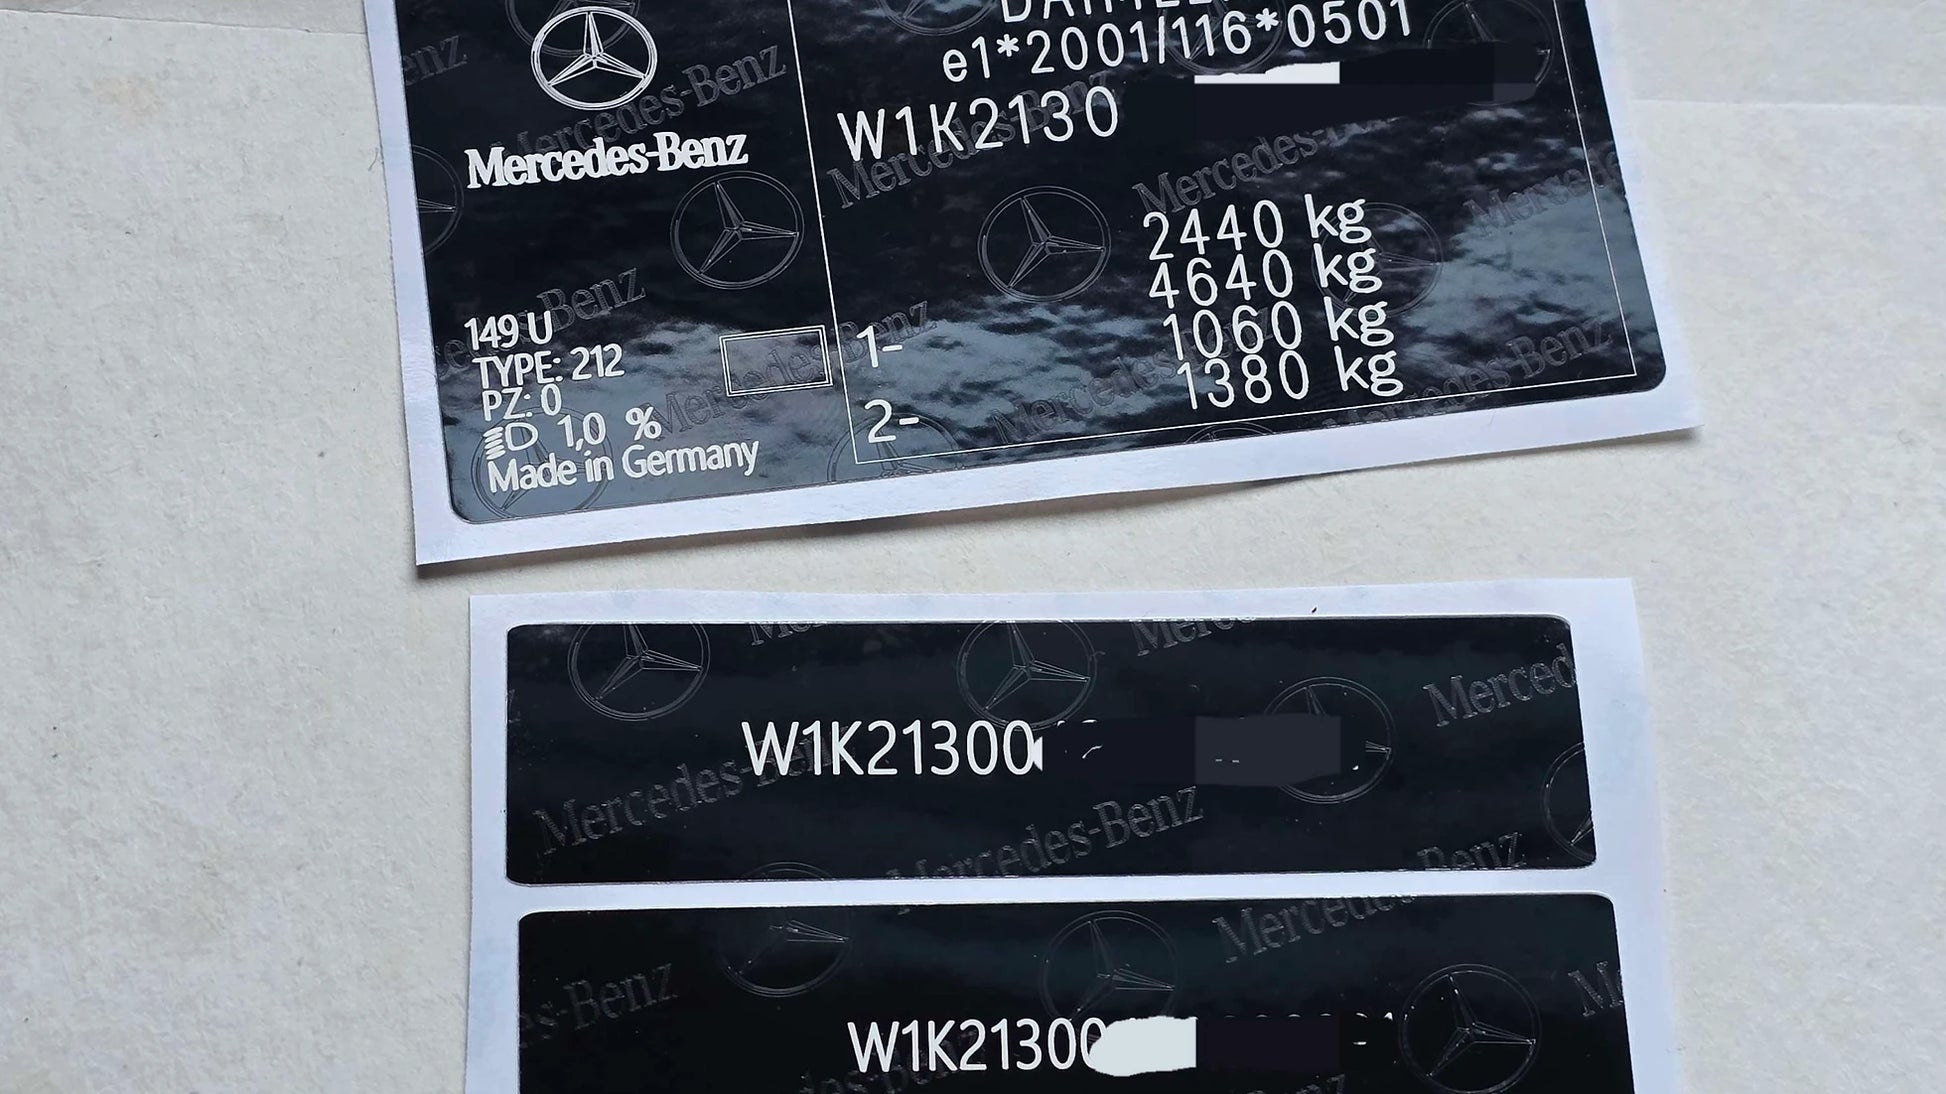 Mercedes-Benz
149 U
TYPE: 212
PZ: 0
1,0 %
Made in Germany
e1*2001/116*0501
W1K2130
2440 kg
4640 kg
1- 1060 kg
2- 1380 kg
W1K21300
W1K21300